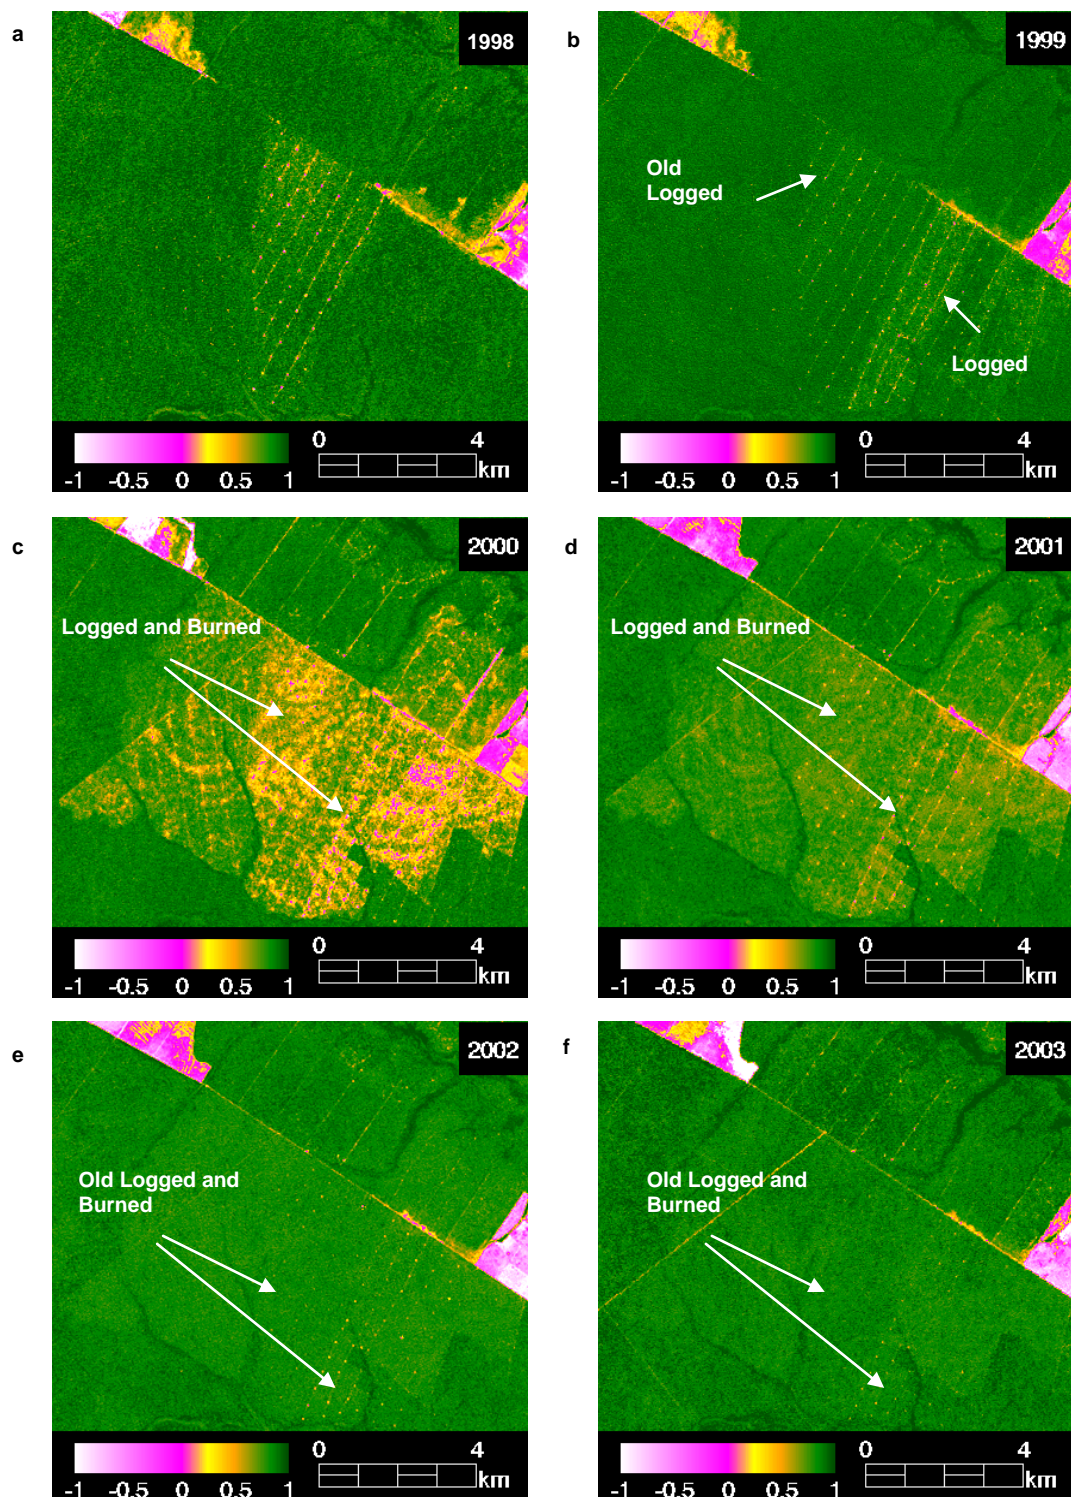 a
1998
-1 -0.5 0 0.5 1
0 4
km
b
1999
Old
Logged
Logged
-1 -0.5 0 0.5 1
0 4
km
c
2000
Logged and Burned
-1 -0.5 0 0.5 1
0 4
km
d
2001
Logged and Burned
-1 -0.5 0 0.5 1
0 4
km
e
2002
Old Logged and
Burned
-1 -0.5 0 0.5 1
0 4
km
f
2003
Old Logged and
Burned
-1 -0.5 0 0.5 1
0 4
km